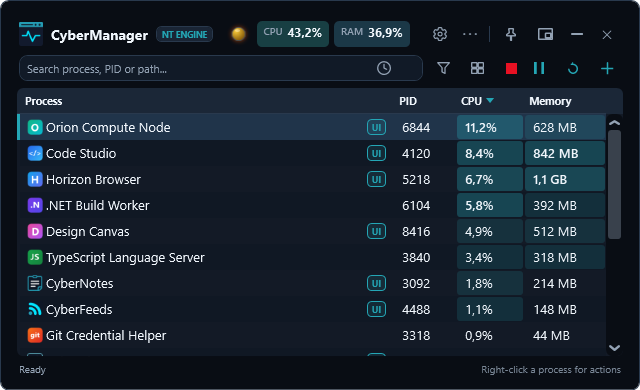 CyberManager NT ENGINE CPU 43,2% RAM 36,9%
Search process, PID or path...
Process PID CPU Memory
O Orion Compute Node UI 6844 11,2% 628 MB
</> Code Studio UI 4120 8,4% 842 MB
H Horizon Browser UI 5218 6,7% 1,1 GB
.N .NET Build Worker 6104 5,8% 392 MB
D Design Canvas UI 8416 4,9% 512 MB
JS TypeScript Language Server 3840 3,4% 318 MB
CyberNotes UI 3092 1,8% 214 MB
CyberFeeds UI 4488 1,1% 148 MB
git Git Credential Helper 3318 0,9% 44 MB
Ready Right-click a process for actions